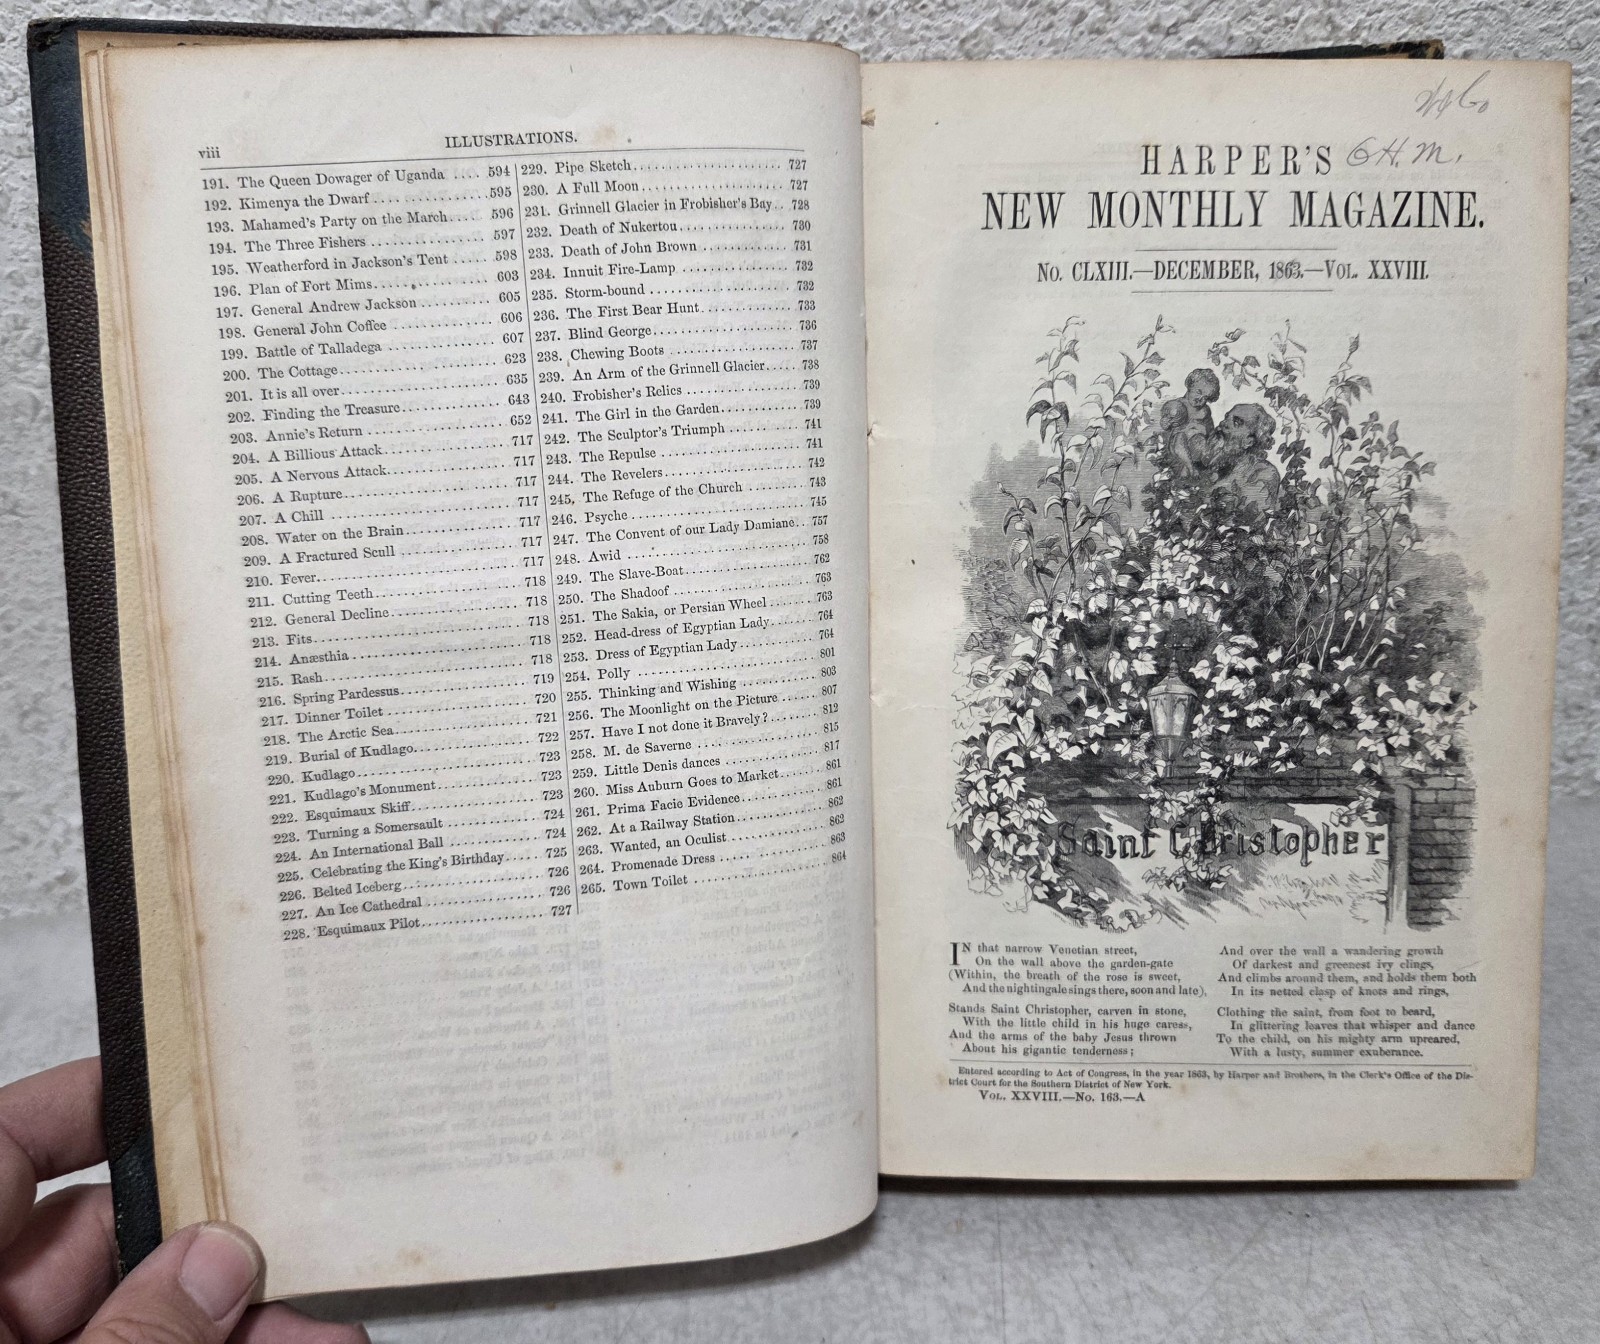 viii
ILLUSTRATIONS.
191. The Queen Dowager of Uganda .... 594
192. Kimenya the Dwarf ............ 595
193. Mahamed's Party on the March .... 596
194. The Three Fishers ............ 597
195. Weatherford in Jackson's Tent ..... 598
196. Plan of Fort Mims ............ 603
197. General Andrew Jackson .......... 605
198. General John Coffee ............ 606
199. Battle of Talladega ............ 607
200. The Cottage ............ 623
201. It is all over ............ 635
202. Finding the Treasure ............ 643
203. Annie's Return ............ 652
204. A Billious Attack ............ 717
205. A Nervous Attack ............ 717
206. A Rupture ............ 717
207. A Chill ............ 717
208. Water on the Brain ............ 717
209. A Fractured Scull ............ 717
210. Fever ............ 717
211. Cutting Teeth ............ 718
212. General Decline ............ 718
213. Fits ............ 718
214. Anæsthia ............ 718
215. Rash ............ 718
216. Spring Pardessus ............ 719
217. Dinner Toilet ............ 720
218. The Arctic Sea ............ 721
219. Burial of Kudlago ............ 722
220. Kudlago ............ 723
221. Kudlago's Monument ............ 723
222. Esquimaux Skiff ............ 723
223. Turning a Somersault ............ 724
224. An International Ball ............ 724
225. Celebrating the King's Birthday ..... 725
226. Belted Iceberg ............ 726
227. An Ice Cathedral ............ 726
228. Esquimaux Pilot ............ 727
229. Pipe Sketch ............ 727
230. A Full Moon ............ 727
231. Grinnell Glacier in Frobisher's Bay .. 728
232. Death of Nukertou ............ 730
233. Death of John Brown ............ 731
234. Innuit Fire-Lamp ............ 732
235. Storm-bound ............ 732
236. The First Bear Hunt ............ 733
237. Blind George ............ 736
238. Chewing Boots ............ 737
239. An Arm of the Grinnell Glacier ..... 738
240. Frobisher's Relics ............ 739
241. The Girl in the Garden ............ 739
242. The Sculptor's Triumph ............ 741
243. The Repulse ............ 741
244. The Revelers ............ 742
245. The Refuge of the Church ......... 743
246. Psyche ............ 745
247. The Convent of our Lady Damiane .. 757
248. Awid ............ 758
249. The Slave-Boat ............ 762
250. The Shadoof ............ 763
251. The Sakia, or Persian Wheel ....... 763
252. Head-dress of Egyptian Lady ....... 764
253. Dress of Egyptian Lady ............ 764
254. Polly ............ 801
255. Thinking and Wishing ............ 803
256. The Moonlight on the Picture ...... 807
257. Have I not done it Bravely? ........ 812
258. M. de Saverne ............ 815
259. Little Denis dances ............ 817
260. Miss Auburn Goes to Market ...... 861
261. Prima Facie Evidence ............ 861
262. At a Railway Station ............ 862
263. Wanted, an Oculist ............ 862
264. Promenade Dress ............ 863
265. Town Toilet ............ 864
HARPER'S
NEW MONTHLY MAGAZINE.
No. CLXIII.—DECEMBER, 1863.—Vol. XXVIII.
Saint Christopher
In that narrow Venetian street,
On the wall above the garden-gate
(Within, the breath of the rose is sweet,
And the nightingale sings there, soon and late),
Stands Saint Christopher, carven in stone,
With the little child in his huge caress,
And the arms of the baby Jesus thrown
About his gigantic tenderness;
And over the wall a wandering growth
Of darkest and greenest ivy clings,
And climbs around them, and holds them both
In its netted clasp of knots and rings,
Clothing the saint, from foot to beard,
In glittering leaves that whisper and dance
To the child, on his mighty arm upreared,
With a lusty, summer exuberance.
Entered according to Act of Congress, in the year 1863, by Harper and Brothers, in the Clerk's Office of the Dis-
trict Court for the Southern District of New York.
Vol. XXVIII.—No. 163.—A